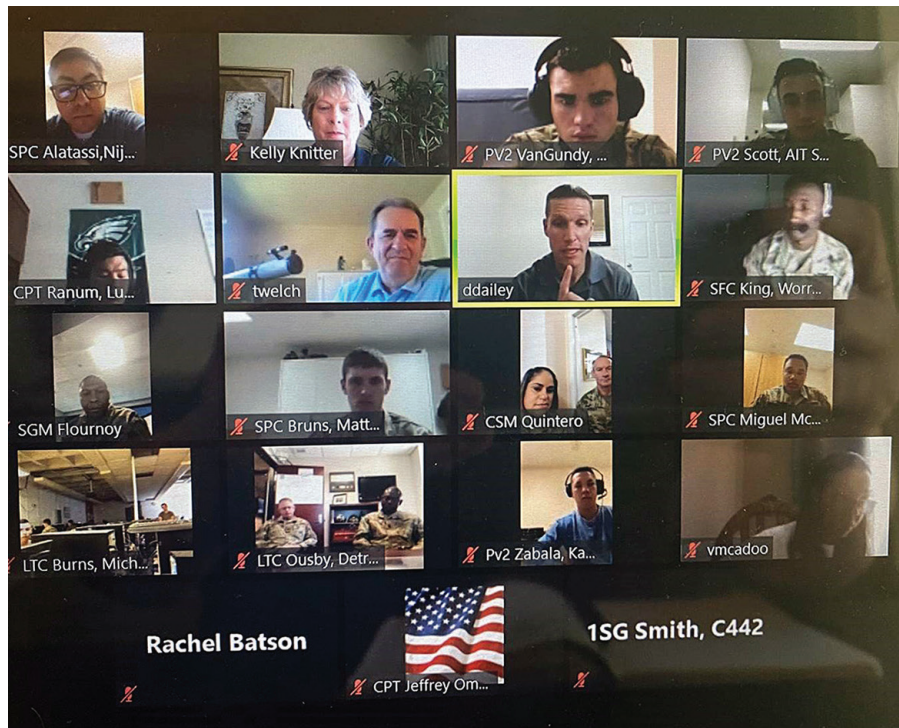 SPC Alatassi,Nij...
Kelly Knitter
PV2 VanGundy, ...
PV2 Scott, AIT S...
CPT Ranum, Lu...
twelch
ddailey
SFC King, Worr...
SGM Flournoy
SPC Bruns, Matt...
CSM Quintero
SPC Miguel Mc...
LTC Burns, Mich...
LTC Ousby, Detr...
Pv2 Zabala, Ka...
vmcadoo
Rachel Batson
CPT Jeffrey Om...
1SG Smith, C442